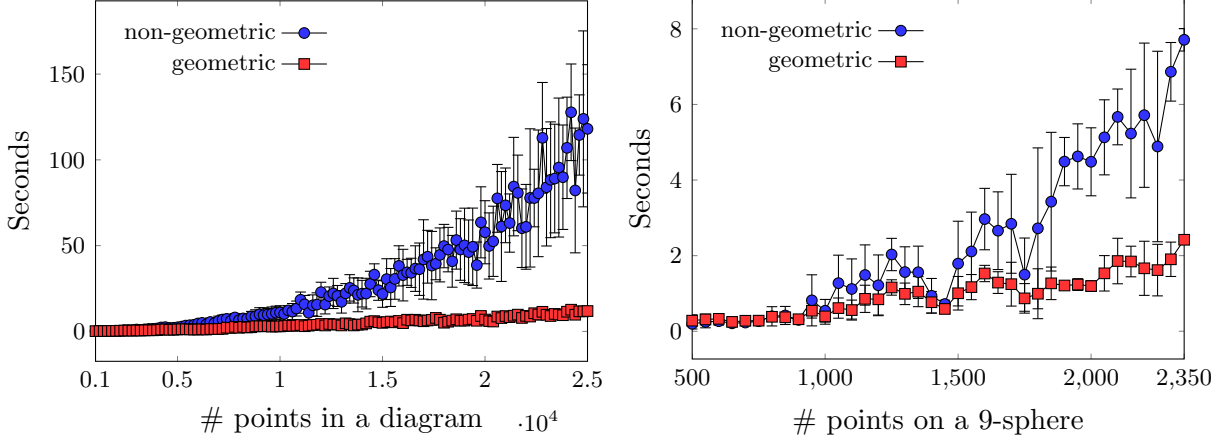 non-geometric
geometric
Seconds
150
100
50
0
0.1
0.5
1
1.5
2
2.5
# points in a diagram
·10⁴
non-geometric
geometric
Seconds
8
6
4
2
0
500
1,000
1,500
2,000
2,350
# points on a 9-sphere